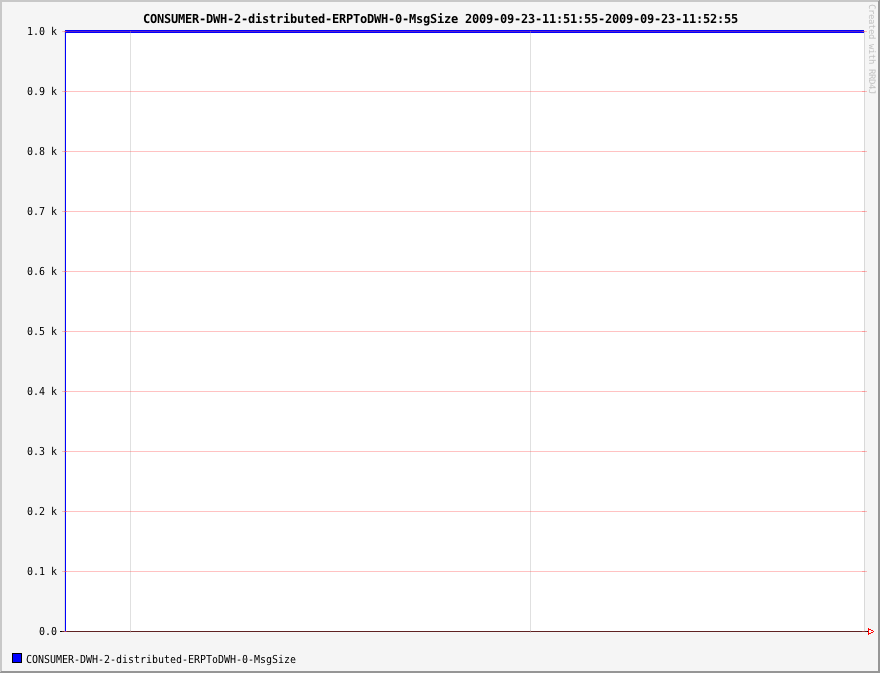 CONSUMER-DWH-2-distributed-ERPToDWH-0-MsgSize 2009-09-23-11:51:55-2009-09-23-11:52:55
Created with RRD4J
1.0 k
0.9 k
0.8 k
0.7 k
0.6 k
0.5 k
0.4 k
0.3 k
0.2 k
0.1 k
0.0
CONSUMER-DWH-2-distributed-ERPToDWH-0-MsgSize